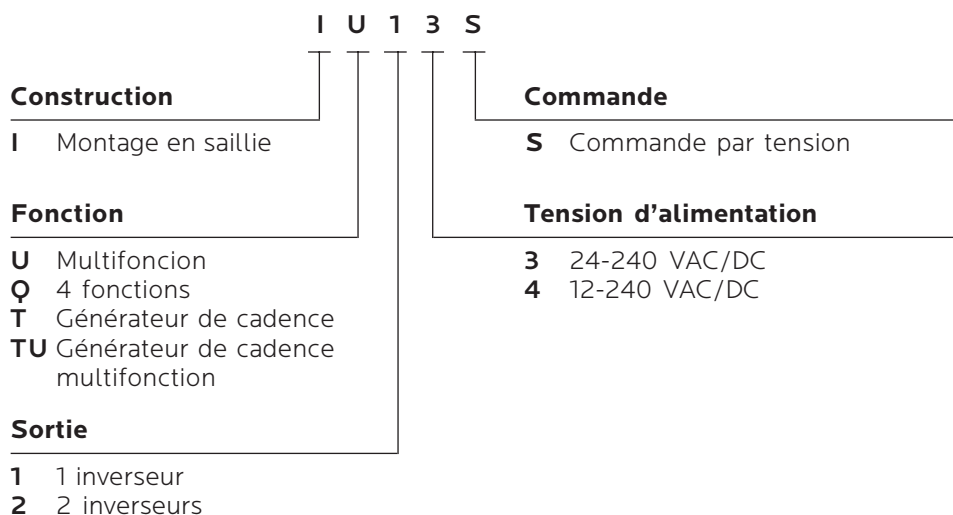 I U 1 3 S
Construction
I Montage en saillie
Fonction
U Multifoncion
Q 4 fonctions
T Générateur de cadence
TU Générateur de cadence
multifonction
Sortie
1 1 inverseur
2 2 inverseurs
Commande
S Commande par tension
Tension d’alimentation
3 24-240 VAC/DC
4 12-240 VAC/DC